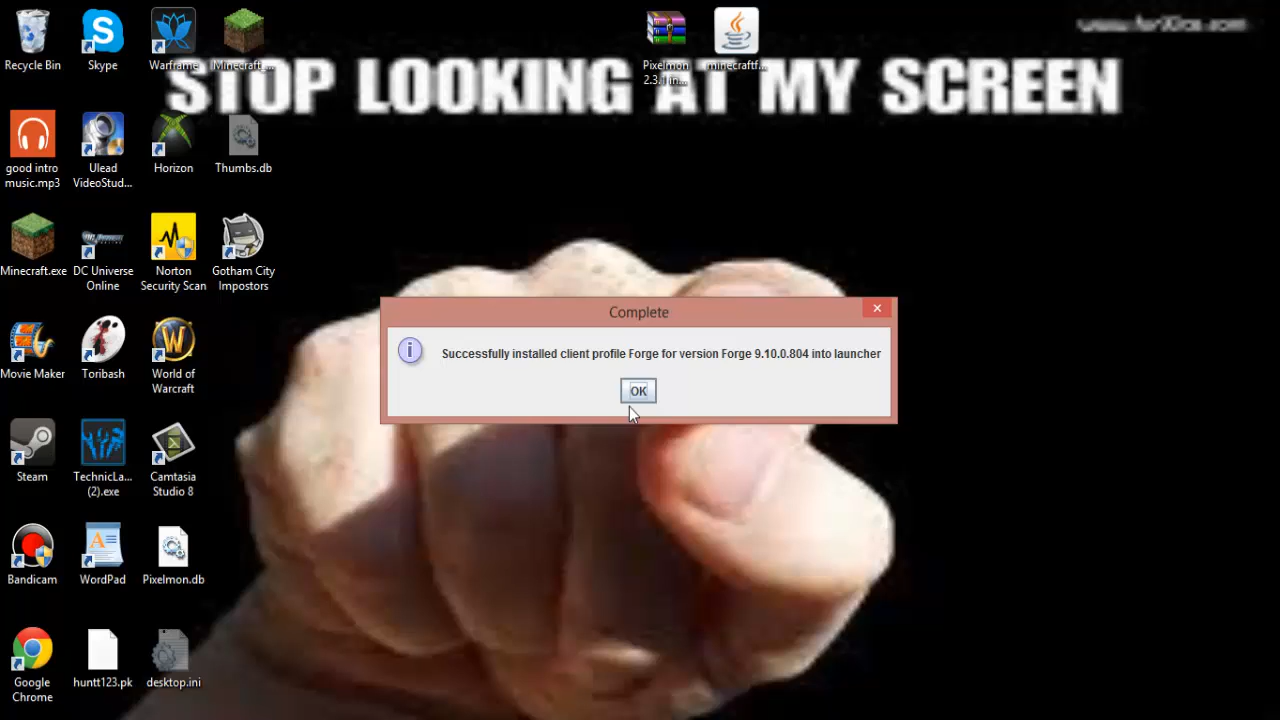 Recycle Bin
Skype
Warframe
Minecraft...
Pixelmon
2.3.1 in...
minecraftf...
STOP LOOKING AT MY SCREEN
good intro
music.mp3
Ulead
VideoStud...
Horizon
Thumbs.db
Minecraft.exe
DC Universe
Online
Norton
Security Scan
Gotham City
Impostors
Complete
Successfully installed client profile Forge for version Forge 9.10.0.804 into launcher
OK
Movie Maker
Toribash
World of
Warcraft
Steam
TechnicLa...
(2).exe
Camtasia
Studio 8
Bandicam
WordPad
Pixelmon.db
Google
Chrome
huntt123.pk
desktop.ini